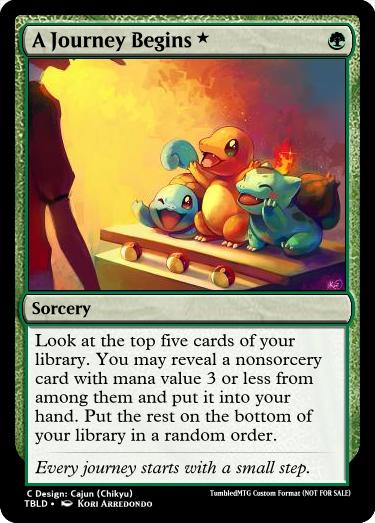 A Journey Begins ★
Sorcery
Look at the top five cards of your
library. You may reveal a nonsorcery
card with mana value 3 or less from
among them and put it into your
hand. Put the rest on the bottom of
your library in a random order.
Every journey starts with a small step.
C Design: Cajun (Chikyu)
TBLD • Kori Arredondo
TumbledMTG Custom Format (NOT FOR SALE)